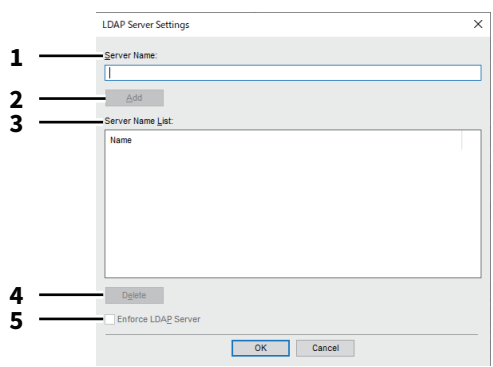 LDAP Server Settings
1 Server Name:
2 Add
3 Server Name List:
Name
4 Delete
5 Enforce LDAP Server
OK Cancel